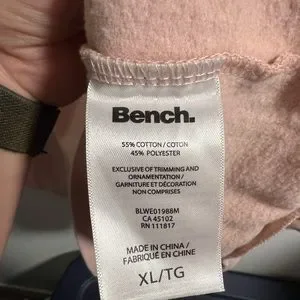 Bench.
55% COTTON / COTON
45% POLYESTER
EXCLUSIVE OF TRIMMING AND
ORNAMENTATION /
GARNITURE ET DÉCORATION
NON COMPRISES
BLWE01988M
CA 45102
RN 111817
MADE IN CHINA /
FABRIQUÉ EN CHINE
XL/TG